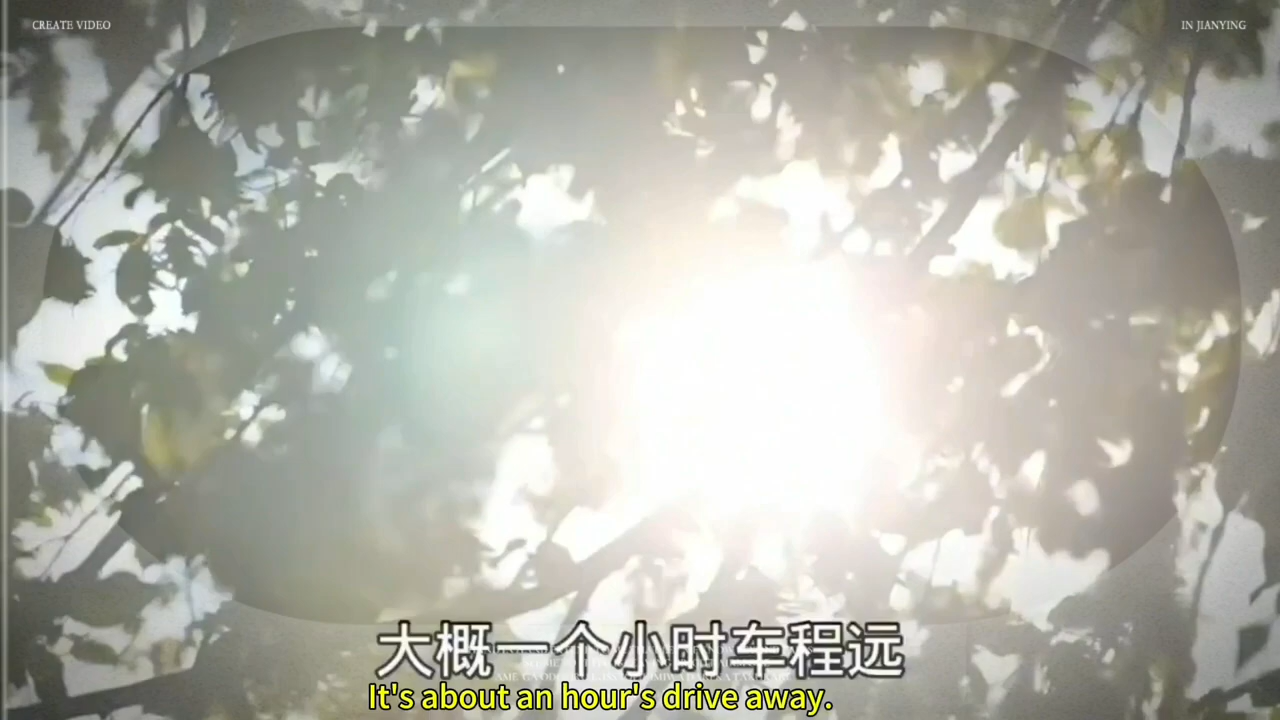 CREATE VIDEO
IN JIANYING
大概一个小时车程远
It's about an hour's drive away.